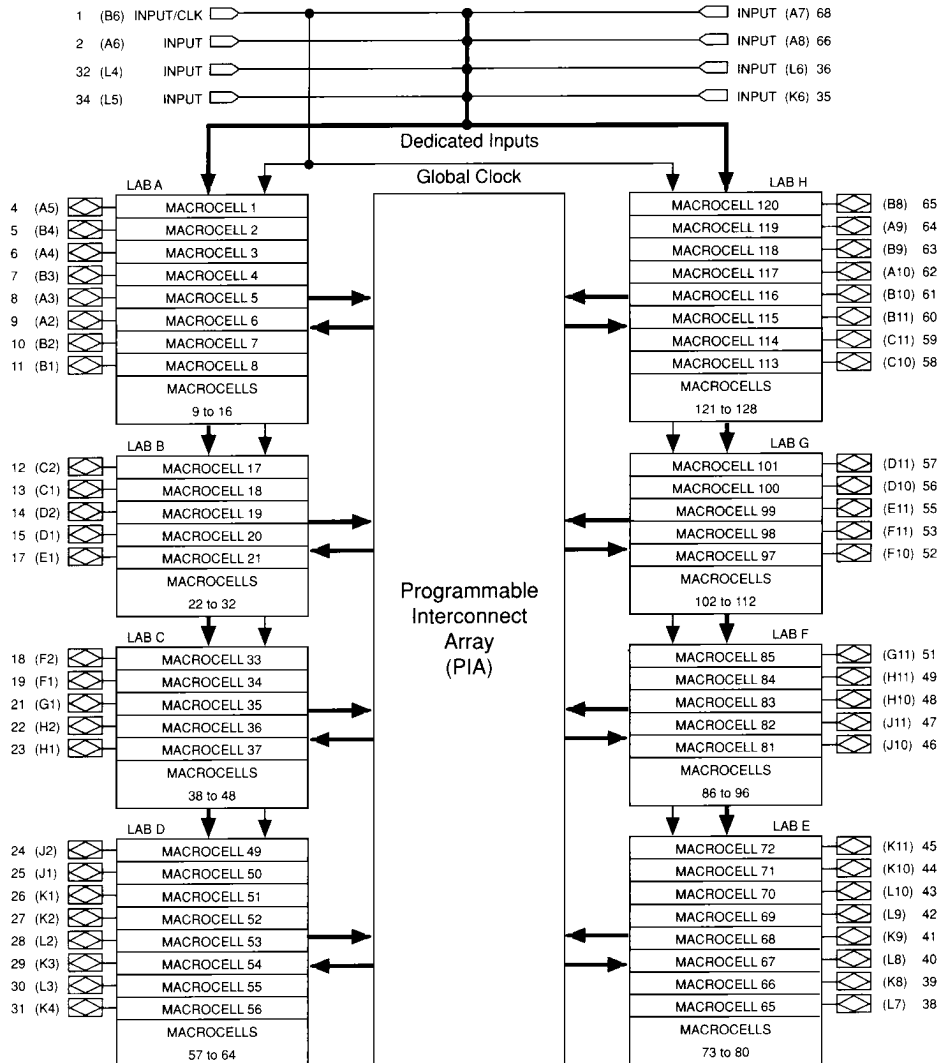 1 (B6) INPUT/CLK
INPUT (A7) 68
2 (A6) INPUT
INPUT (A8) 66
32 (L4) INPUT
INPUT (L6) 36
34 (L5) INPUT
INPUT (K6) 35
Dedicated Inputs
Global Clock
LAB A
4 (A5) MACROCELL 1
5 (B4) MACROCELL 2
6 (A4) MACROCELL 3
7 (B3) MACROCELL 4
8 (A3) MACROCELL 5
9 (A2) MACROCELL 6
10 (B2) MACROCELL 7
11 (B1) MACROCELL 8
MACROCELLS
9 to 16
LAB B
12 (C2) MACROCELL 17
13 (C1) MACROCELL 18
14 (D2) MACROCELL 19
15 (D1) MACROCELL 20
17 (E1) MACROCELL 21
MACROCELLS
22 to 32
LAB C
18 (F2) MACROCELL 33
19 (F1) MACROCELL 34
21 (G1) MACROCELL 35
22 (H2) MACROCELL 36
23 (H1) MACROCELL 37
MACROCELLS
38 to 48
LAB D
24 (J2) MACROCELL 49
25 (J1) MACROCELL 50
26 (K1) MACROCELL 51
27 (K2) MACROCELL 52
28 (L2) MACROCELL 53
29 (K3) MACROCELL 54
30 (L3) MACROCELL 55
31 (K4) MACROCELL 56
MACROCELLS
57 to 64
Programmable
Interconnect
Array
(PIA)
LAB H
MACROCELL 120 (B8) 65
MACROCELL 119 (A9) 64
MACROCELL 118 (B9) 63
MACROCELL 117 (A10) 62
MACROCELL 116 (B10) 61
MACROCELL 115 (B11) 60
MACROCELL 114 (C11) 59
MACROCELL 113 (C10) 58
MACROCELLS
121 to 128
LAB G
MACROCELL 101 (D11) 57
MACROCELL 100 (D10) 56
MACROCELL 99 (E11) 55
MACROCELL 98 (F11) 53
MACROCELL 97 (F10) 52
MACROCELLS
102 to 112
LAB F
MACROCELL 85 (G11) 51
MACROCELL 84 (H11) 49
MACROCELL 83 (H10) 48
MACROCELL 82 (J11) 47
MACROCELL 81 (J10) 46
MACROCELLS
86 to 96
LAB E
MACROCELL 72 (K11) 45
MACROCELL 71 (K10) 44
MACROCELL 70 (L10) 43
MACROCELL 69 (L9) 42
MACROCELL 68 (K9) 41
MACROCELL 67 (L8) 40
MACROCELL 66 (K8) 39
MACROCELL 65 (L7) 38
MACROCELLS
73 to 80